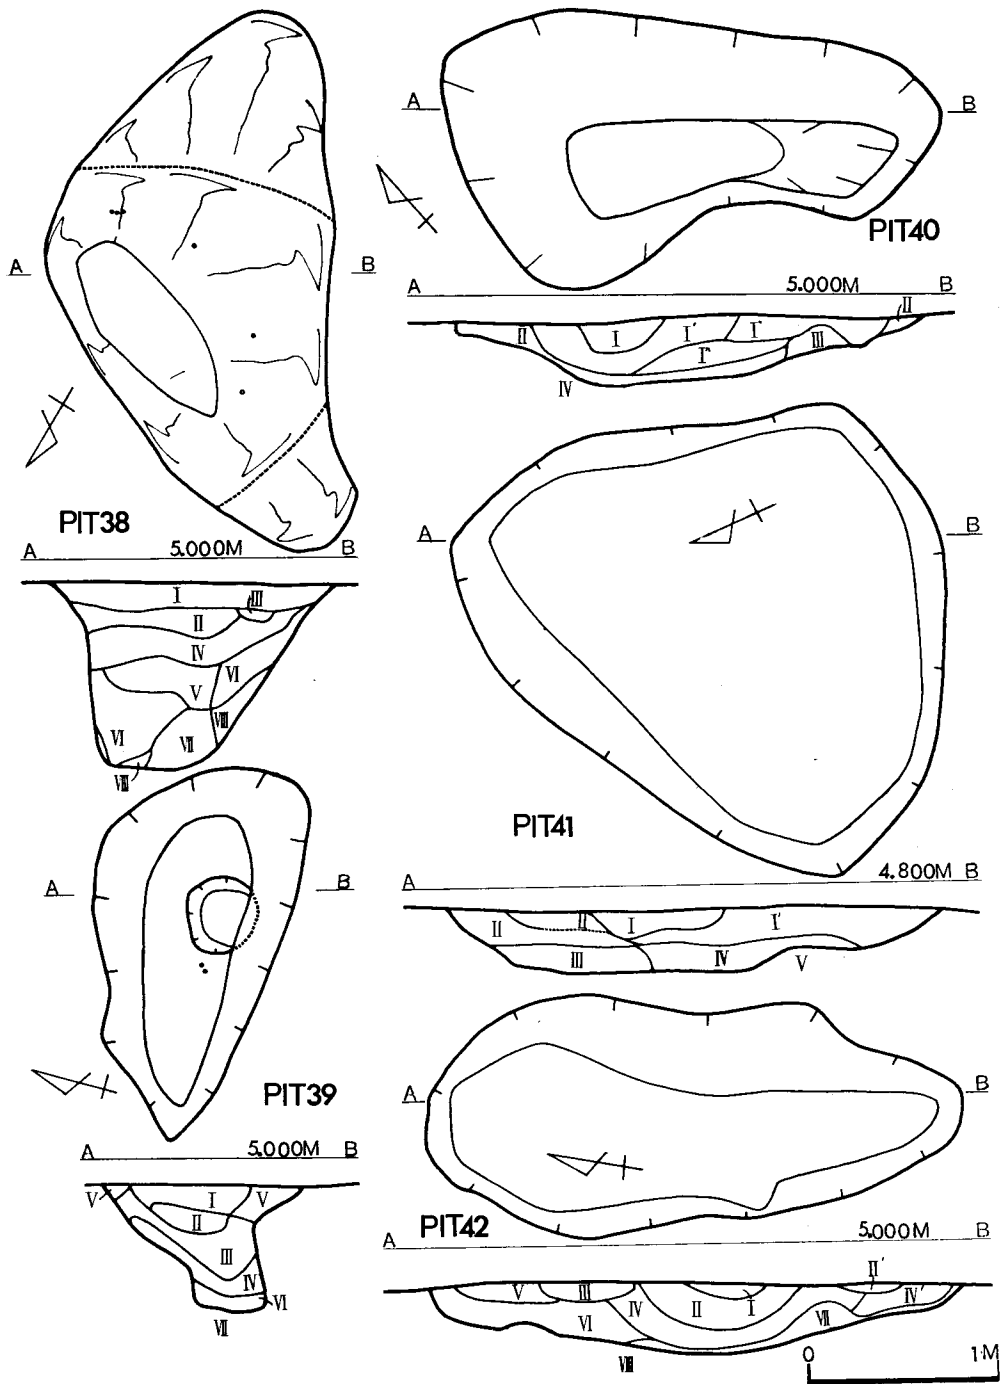 A B
PIT38
A 5.000M B
I III
II
IV
VI
V
VIII
VI VII
VIII
A B
PIT39
A 5.000M B
V I V
II
III
IV
VI
VII
A B
PIT40
A 5.000M B
II
II I I′ I′ III
I″
IV
A B
PIT41
A 4.800M B
II II I I′
III IV V
A B
PIT42
A 5.000M B
II′
V III IV II I VII IV′
VI
VIII
0 1M